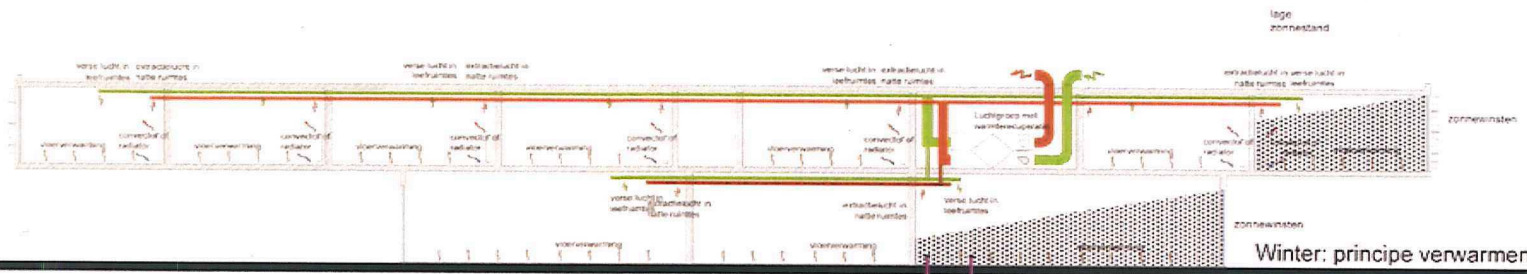 lage
zonnestand
verse lucht in
leefruimtes
extractielucht in
natte ruimtes
verse lucht in
leefruimtes
extractielucht in
natte ruimtes
verse lucht in
leefruimtes
extractielucht in
natte ruimtes
extractielucht in
natte ruimtes
verse lucht in
leefruimtes
Luchtgroep met
warmterecuperatie
zonnewinsten
convector of
radiator
convector of
radiator
convector of
radiator
convector of
radiator
convector of
radiator
convector of
radiator
vloerverwarming
vloerverwarming
vloerverwarming
vloerverwarming
vloerverwarming
vloerverwarming
verse lucht in
leefruimtes
extractielucht in
natte ruimtes
extractielucht in
natte ruimtes
verse lucht in
leefruimtes
zonnewinsten
vloerverwarming
vloerverwarming
Winter: principe verwarmen